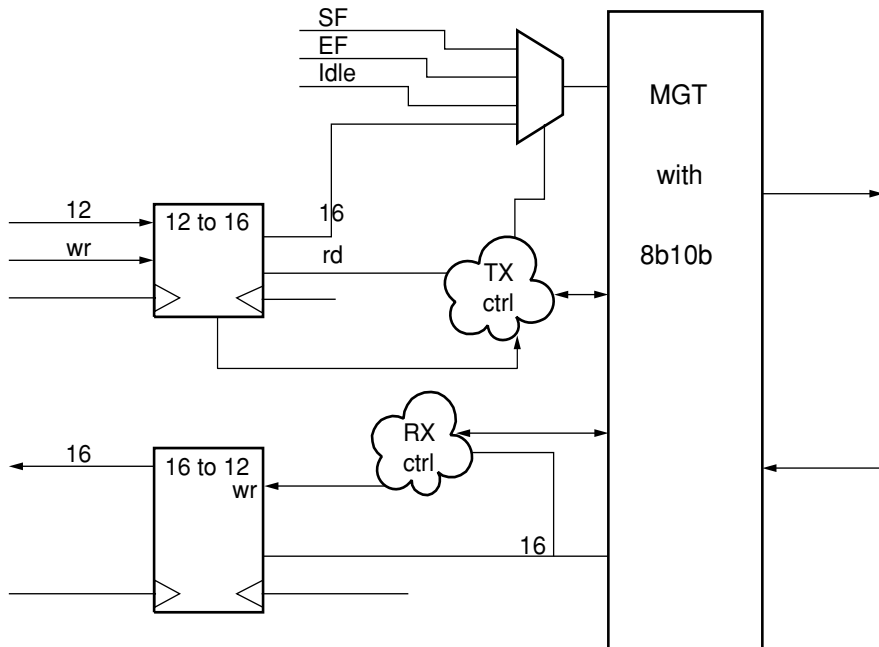 SF
EF
Idle
MGT
with
8b10b
12
12 to 16
16
wr
rd
TX
ctrl
RX
ctrl
16
16 to 12
wr
16